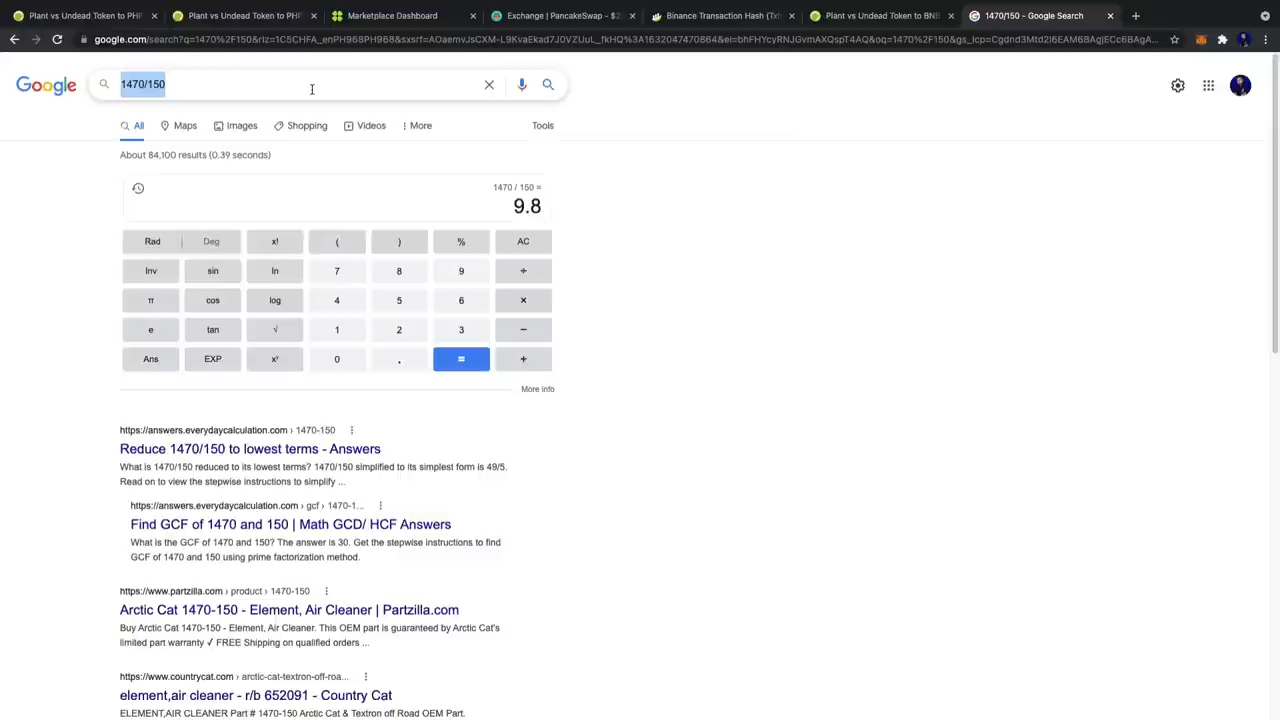 Plant vs Undead Token to PHP
Plant vs Undead Token to PHP
Marketplace Dashboard
Exchange | PancakeSwap - $2
Binance Transaction Hash (Txh
Plant vs Undead Token to BNB
1470/150 - Google Search
google.com/search?q=1470%2F150&rlz=
Google
1470/150
All
Maps
Images
Shopping
Videos
More
Tools
About 84,100 results (0.39 seconds)
1470 / 150 =
9.8
Rad | Deg x! ( ) % AC
Inv sin ln 7 8 9 ÷
π cos log 4 5 6 ×
e tan √ 1 2 3 −
Ans EXP xʸ 0 . = +
More info
https://answers.everydaycalculation.com › 1470-150
Reduce 1470/150 to lowest terms - Answers
What is 1470/150 reduced to its lowest terms? 1470/150 simplified to its simplest form is 49/5.
Read on to view the stepwise instructions to simplify ...
https://answers.everydaycalculation.com › gcf › 1470-1...
Find GCF of 1470 and 150 | Math GCD/ HCF Answers
What is the GCF of 1470 and 150? The answer is 30. Get the stepwise instructions to find
GCF of 1470 and 150 using prime factorization method.
https://www.partzilla.com › product › 1470-150
Arctic Cat 1470-150 - Element, Air Cleaner | Partzilla.com
Buy Arctic Cat 1470-150 - Element, Air Cleaner. This OEM part is guaranteed by Arctic Cat's
limited part warranty √ FREE Shipping on qualified orders ...
https://www.countrycat.com › arctic-cat-textron-off-roa...
element,air cleaner - r/b 652091 - Country Cat
ELEMENT,AIR CLEANER Part # 1470-150 Arctic Cat & Textron off Road OEM Part.